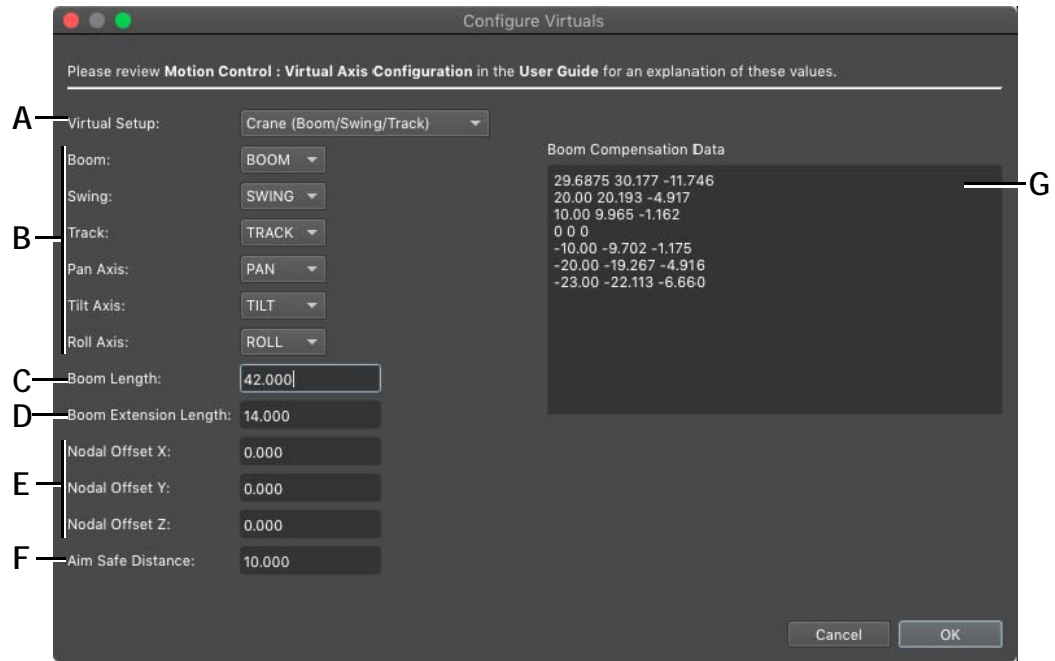 Configure Virtuals
Please review Motion Control : Virtual Axis Configuration in the User Guide for an explanation of these values.
A
Virtual Setup: Crane (Boom/Swing/Track)
B
Boom: BOOM
Swing: SWING
Track: TRACK
Pan Axis: PAN
Tilt Axis: TILT
Roll Axis: ROLL
C
Boom Length: 42.000
D
Boom Extension Length: 14.000
E
Nodal Offset X: 0.000
Nodal Offset Y: 0.000
Nodal Offset Z: 0.000
F
Aim Safe Distance: 10.000
Boom Compensation Data
G
29.6875 30.177 -11.746
20.00 20.193 -4.917
10.00 9.965 -1.162
0 0 0
-10.00 -9.702 -1.175
-20.00 -19.267 -4.916
-23.00 -22.113 -6.660
Cancel
OK